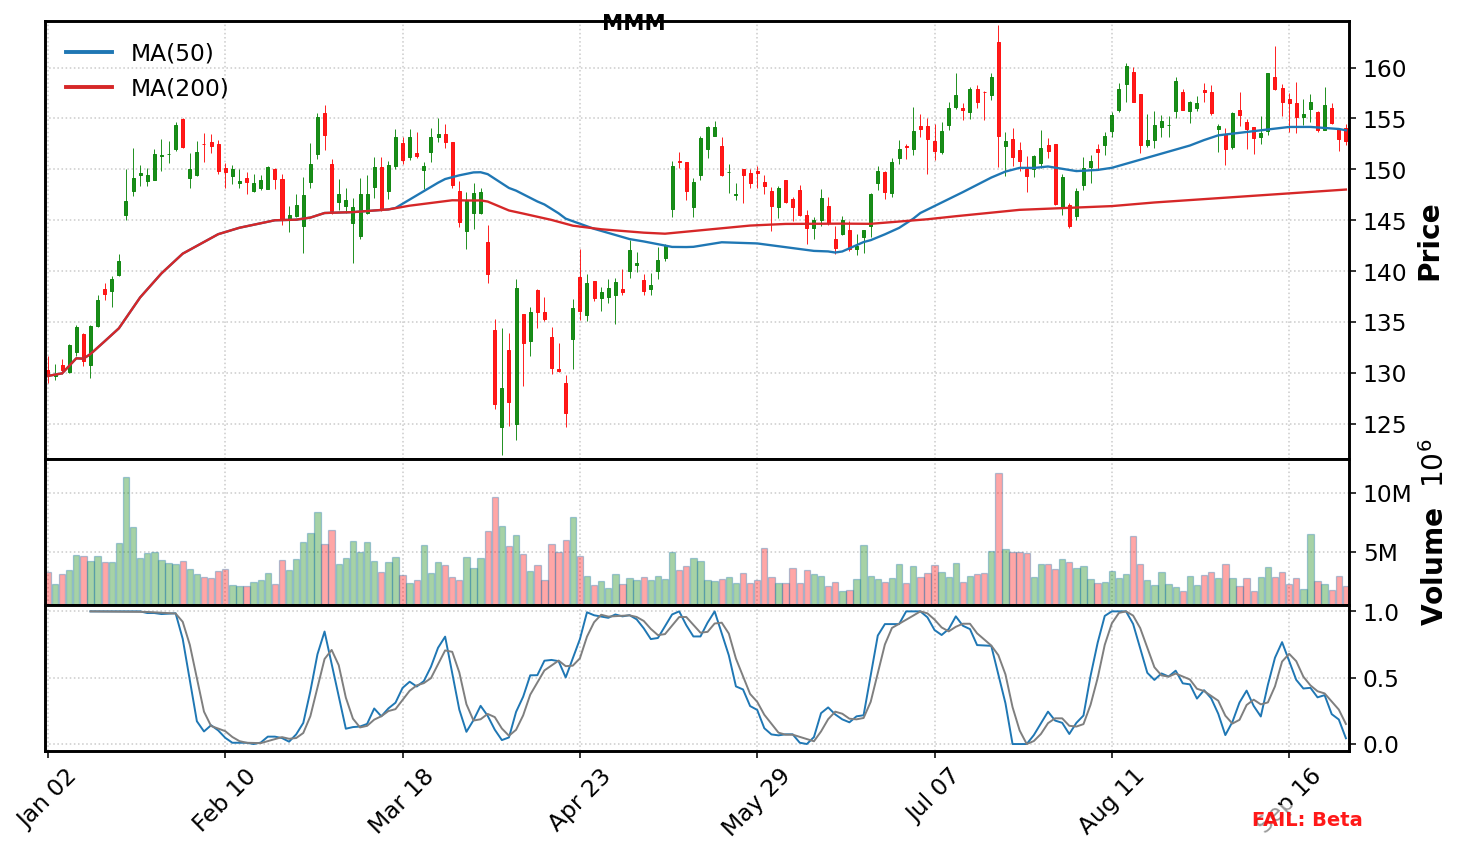 MMM
MA(50)
MA(200)
160
155
150
145
140
135
130
125
Price
10^6
10M
5M
Volume
1.0
0.5
0.0
Jan 02
Feb 10
Mar 18
Apr 23
May 29
Jul 07
Aug 11
Sep 16
FAIL: Beta